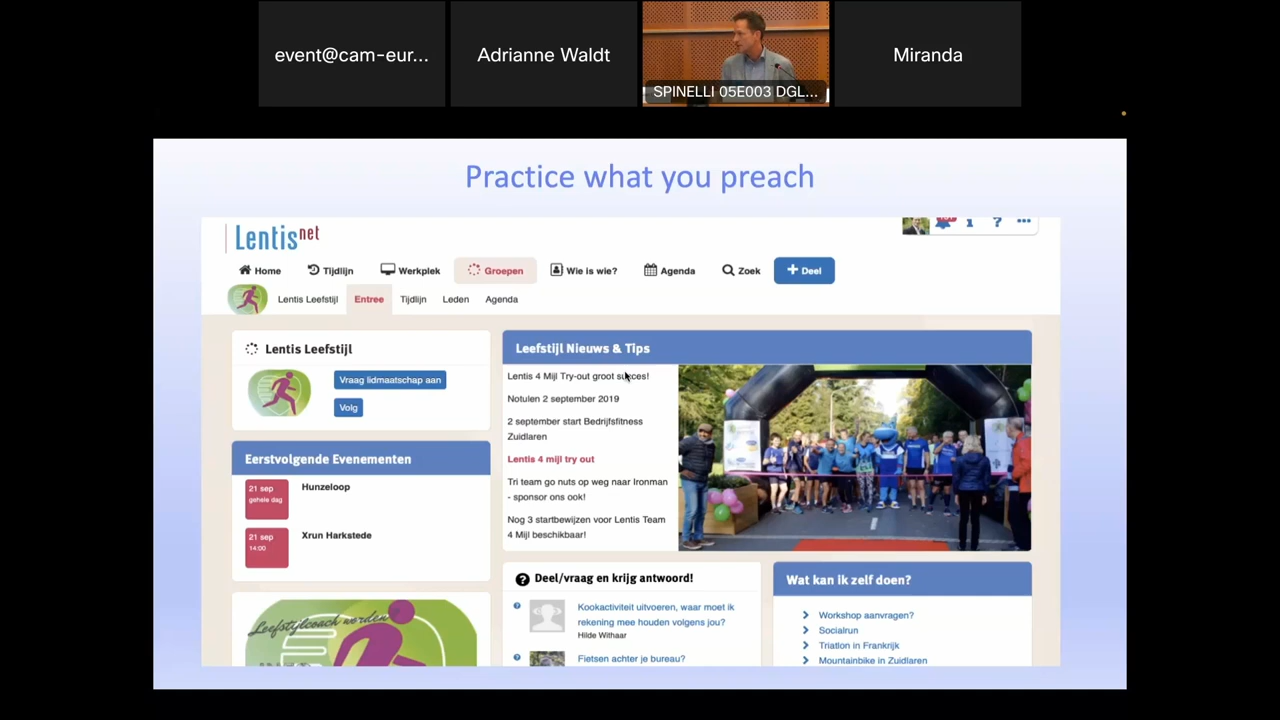 event@cam-eur...
Adrianne Waldt
SPINELLI 05E003 DGL...
Miranda
Practice what you preach
Lentisnet
Home
Tijdlijn
Werkplek
Groepen
Wie is wie?
Agenda
Zoek
Deel
Lentis Leefstijl
Entree
Tijdlijn
Leden
Agenda
Lentis Leefstijl
Vraag lidmaatschap aan
Volg
Eerstvolgende Evenementen
21 sep
gehele dag
Hunzeloop
21 sep
14:00
Xrun Harkstede
Leefstylcoach worden
Leefstijl Nieuws & Tips
Lentis 4 Mijl Try-out groot succes!
Notulen 2 september 2019
2 september start Bedrijfsfitness
Zuidlaren
Lentis 4 mijl try out
Tri team go nuts op weg naar Ironman
- sponsor ons ook!
Nog 3 startbewijzen voor Lentis Team
4 Mijl beschikbaar!
Deel/vraag en krijg antwoord!
Kookactiviteit uitvoeren, waar moet ik
rekening mee houden volgens jou?
Hilde Withaar
Fietsen achter je bureau?
Wat kan ik zelf doen?
Workshop aanvragen?
Socialrun
Triatlon in Frankrijk
Mountainbike in Zuidlaren